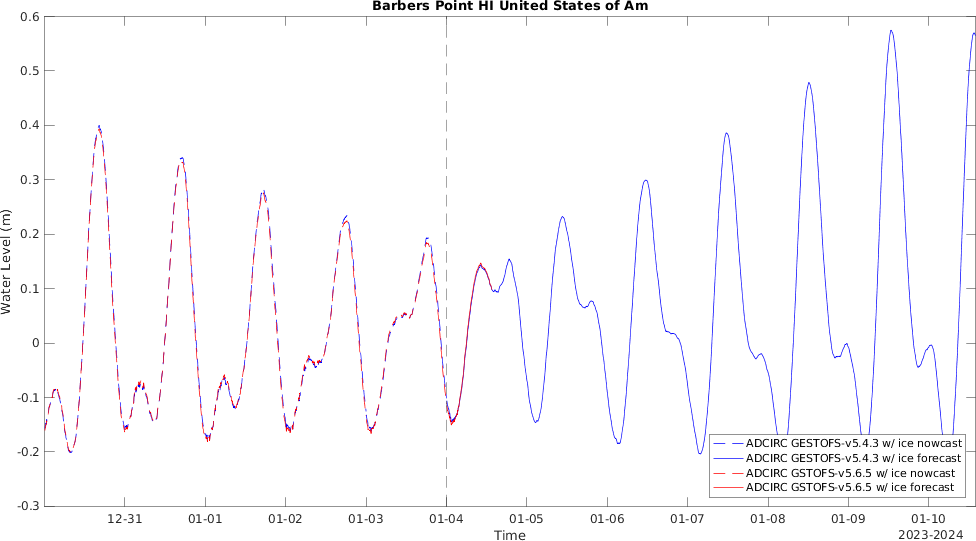 Barbers Point HI United States of Am
0.6
0.5
0.4
0.3
0.2
0.1
0
-0.1
-0.2
-0.3
Water Level (m)
ADCIRC GESTOFS-v5.4.3 w/ ice nowcast
ADCIRC GESTOFS-v5.4.3 w/ ice forecast
ADCIRC GSTOFS-v5.6.5 w/ ice nowcast
ADCIRC GSTOFS-v5.6.5 w/ ice forecast
12-31 01-01 01-02 01-03 01-04 01-05 01-06 01-07 01-08 01-09 01-10
Time
2023-2024